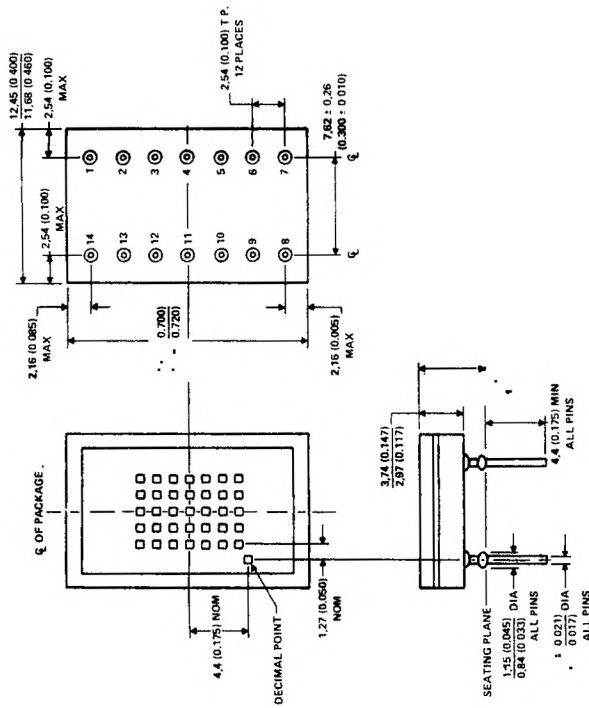 12,45 (0 400)
11,68 (0 460)
2,54 (0.100)
MAX
2,54 (0.100)
MAX
2,54 (0.100) T.P.
12 PLACES
7,62 ± 0,26
(0.300 ± 0 010)
2,16 (0 085)
MAX
0.700)
0.720)
2,16 (0.005)
MAX
14
13
12
11
10
9
8
1
2
3
4
5
6
7
℄
℄
℄ OF PACKAGE
4,4 (0.175) NOM
DECIMAL POINT
1,27 (0.050)
NOM
3,74 (0.147)
2,97 (0.117)
4,4 (0.175) MIN
ALL PINS
SEATING PLANE
1,15 (0.045) DIA
0,84 (0 033)
ALL PINS
0.021) DIA
0.017)
ALL PINS